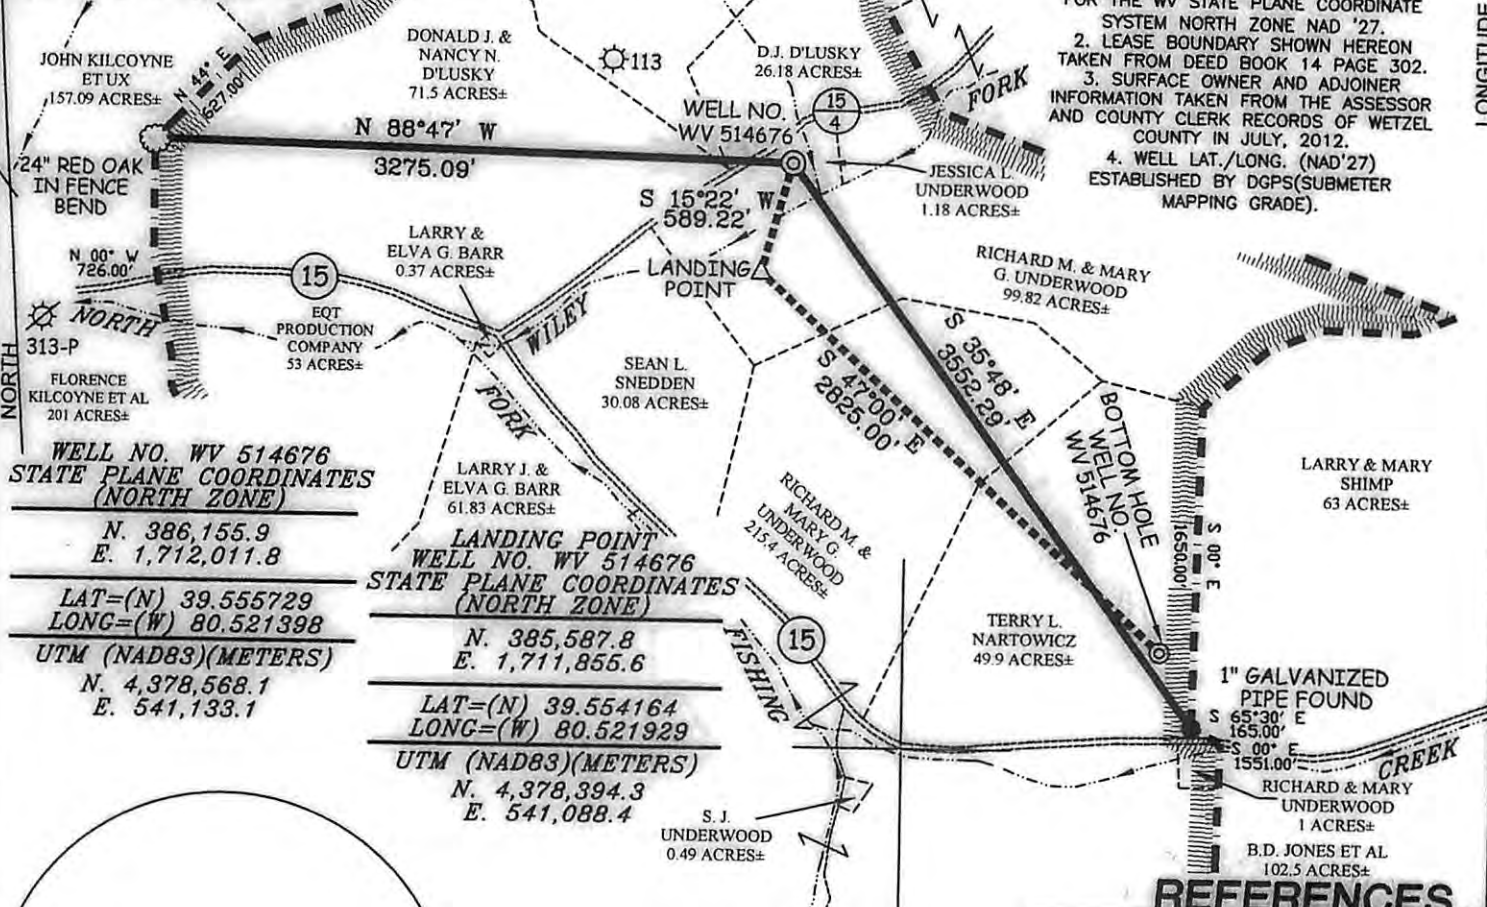 FOR THE WV STATE PLANE COORDINATE
SYSTEM NORTH ZONE NAD '27.
2. LEASE BOUNDARY SHOWN HEREON
TAKEN FROM DEED BOOK 14 PAGE 302.
3. SURFACE OWNER AND ADJOINER
INFORMATION TAKEN FROM THE ASSESSOR
AND COUNTY CLERK RECORDS OF WETZEL
COUNTY IN JULY, 2012.
4. WELL LAT./LONG. (NAD'27)
ESTABLISHED BY DGPS(SUBMETER
MAPPING GRADE).
LONGITUDE
JOHN KILCOYNE
ET UX
157.09 ACRES±
N 44° E
627.00'
DONALD J. &
NANCY N.
D'LUSKY
71.5 ACRES±
113
D.J. D'LUSKY
26.18 ACRES±
WELL NO.
WV 514676
15
4
FORK
N 88°47' W
3275.09'
24" RED OAK
IN FENCE
BEND
JESSICA L.
UNDERWOOD
1.18 ACRES±
S 15°22' W
589.22'
LARRY &
ELVA G. BARR
0.37 ACRES±
N 00° W
726.00'
15
LANDING
POINT
RICHARD M. & MARY
G. UNDERWOOD
99.82 ACRES±
NORTH
313-P
EQT
PRODUCTION
COMPANY
53 ACRES±
WILEY
FORK
NORTH
FLORENCE
KILCOYNE ET AL
201 ACRES±
SEAN L.
SNEDDEN
30.08 ACRES±
S 35°48' E
3552.29'
S 47°00' E
2825.00'
BOTTOM HOLE
WELL NO.
WV 514676
LARRY & MARY
SHIMP
63 ACRES±
S 00° E
1650.00'
WELL NO. WV 514676
STATE PLANE COORDINATES
(NORTH ZONE)
N. 386,155.9
E. 1,712,011.8
LAT=(N) 39.555729
LONG=(W) 80.521398
UTM (NAD83)(METERS)
N. 4,378,568.1
E. 541,133.1
LARRY J. &
ELVA G. BARR
61.83 ACRES±
RICHARD M. &
MARY G.
UNDERWOOD
215.4 ACRES±
LANDING POINT
WELL NO. WV 514676
STATE PLANE COORDINATES
(NORTH ZONE)
N. 385,587.8
E. 1,711,855.6
LAT=(N) 39.554164
LONG=(W) 80.521929
UTM (NAD83)(METERS)
N. 4,378,394.3
E. 541,088.4
FISHING
15
TERRY L.
NARTOWICZ
49.9 ACRES±
1" GALVANIZED
PIPE FOUND
S 65°30' E
165.00'
S 00° E
1551.00'
CREEK
RICHARD & MARY
UNDERWOOD
1 ACRES±
S. J.
UNDERWOOD
0.49 ACRES±
B.D. JONES ET AL
102.5 ACRES±
REFERENCES